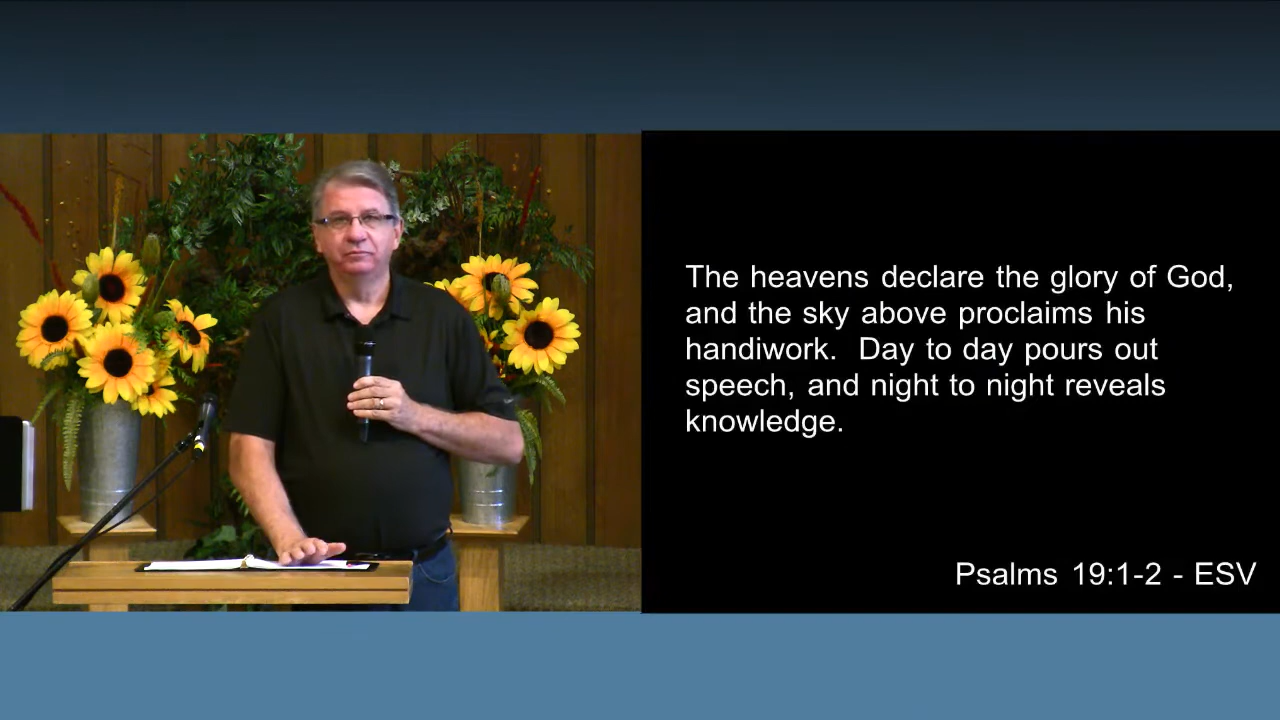 The heavens declare the glory of God,
and the sky above proclaims his
handiwork.  Day to day pours out
speech, and night to night reveals
knowledge.
Psalms 19:1-2 - ESV